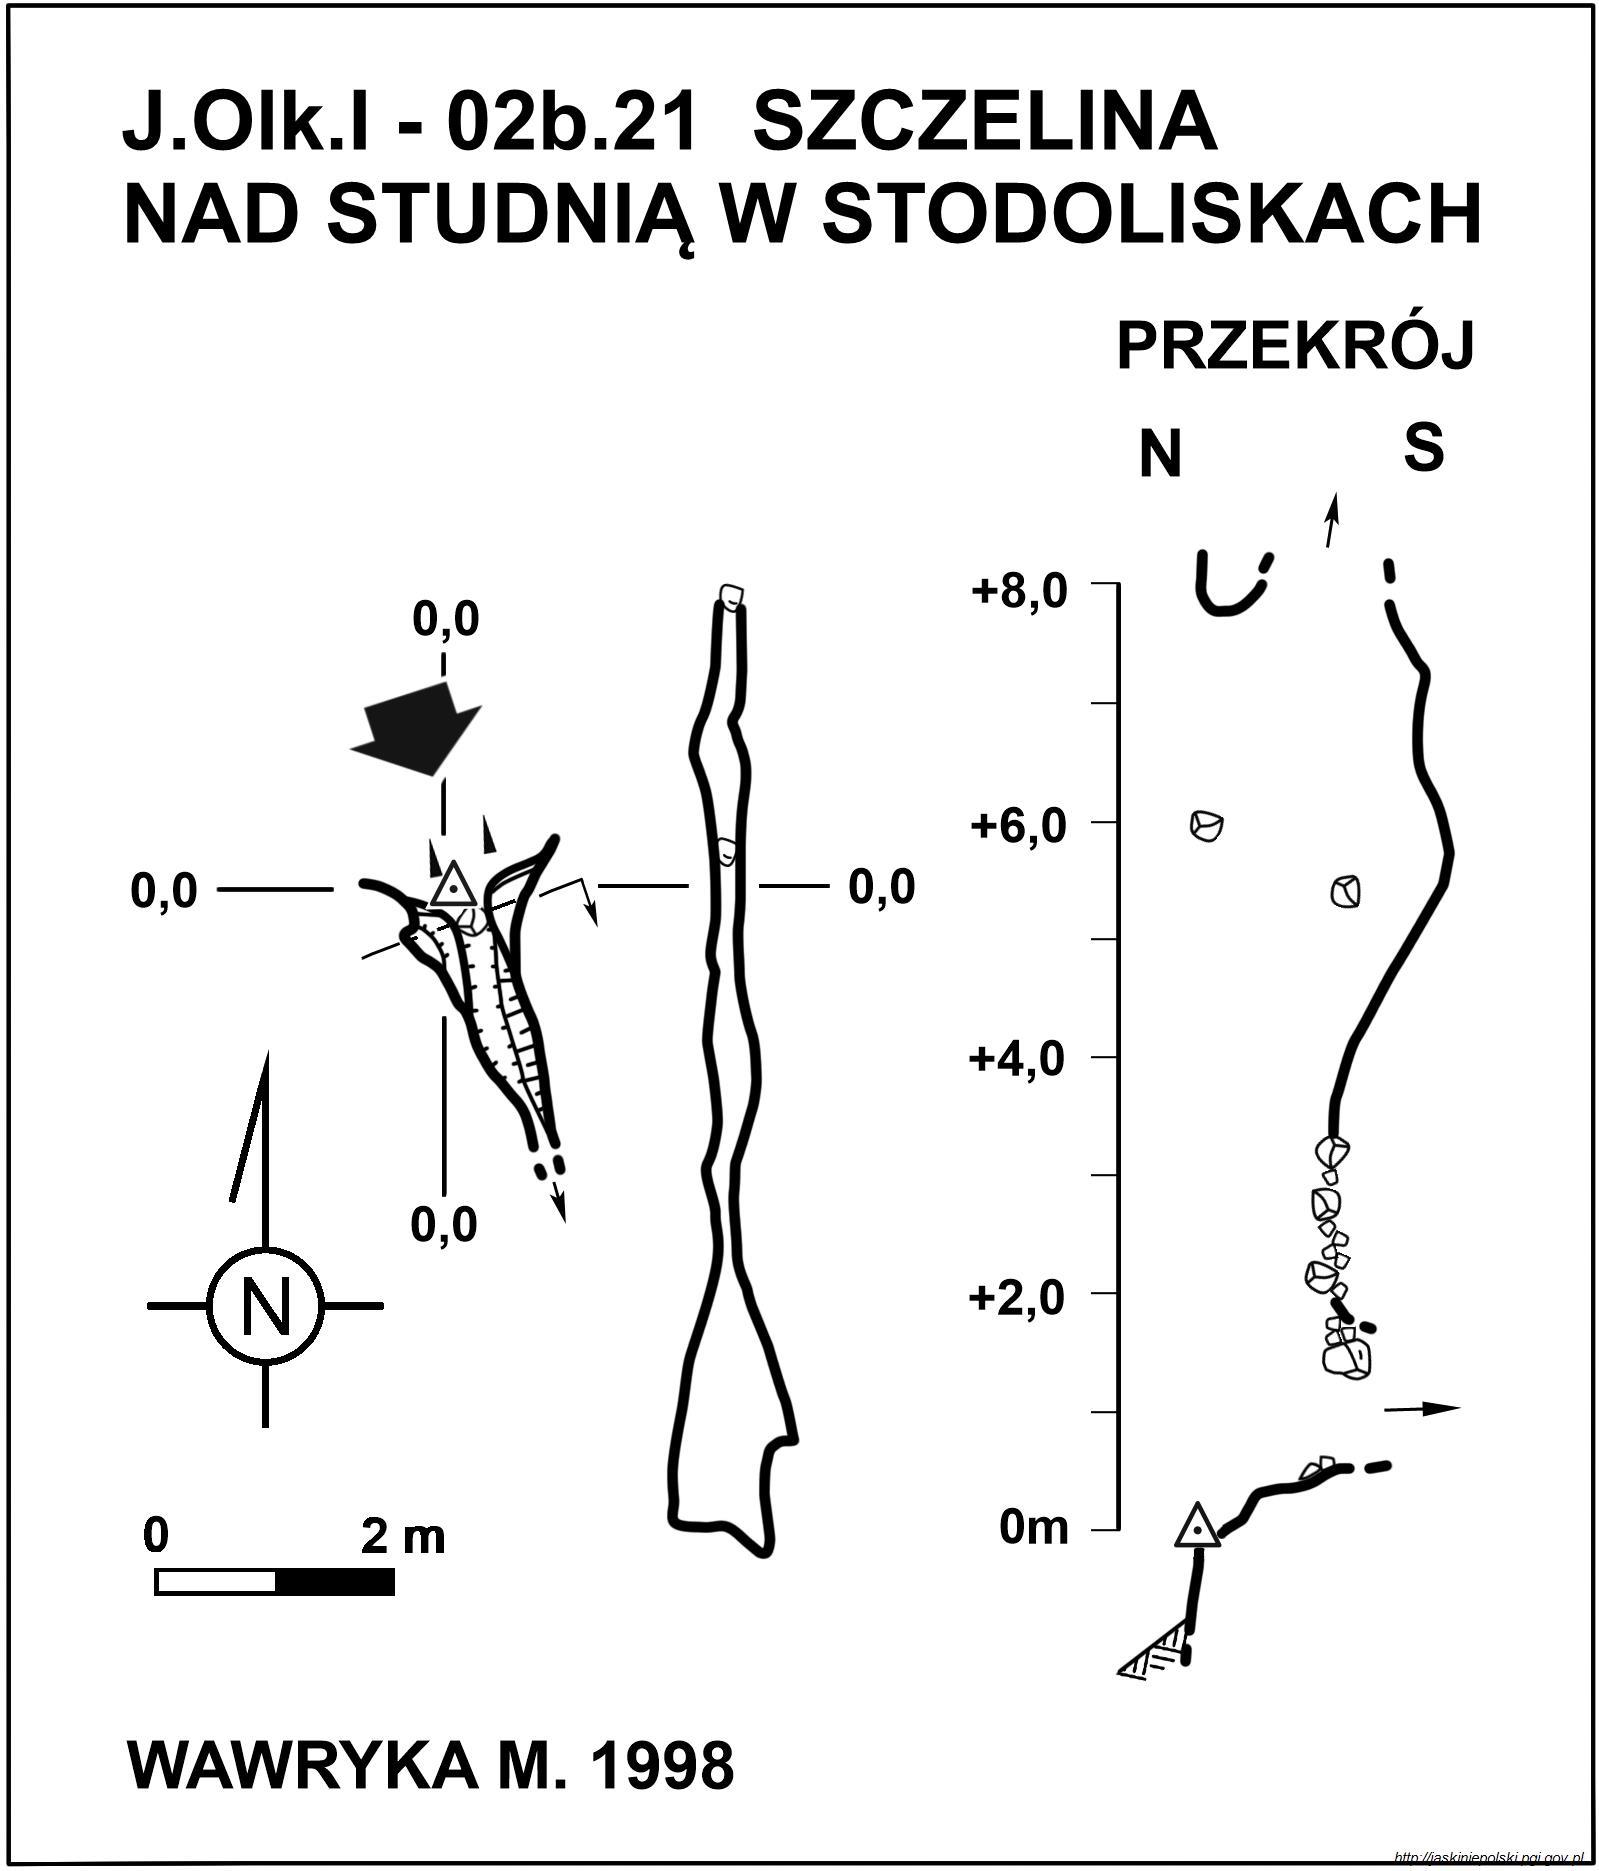 J.Olk.I - 02b.21 SZCZELINA
NAD STUDNIĄ W STODOLISKACH
PRZEKRÓJ
N S
+8,0
0,0
+6,0
0,0
0,0
+4,0
0,0
+2,0
N
0m
0 2 m
WAWRYKA M. 1998
http://jaskiniepolski.pgi.gov.pl